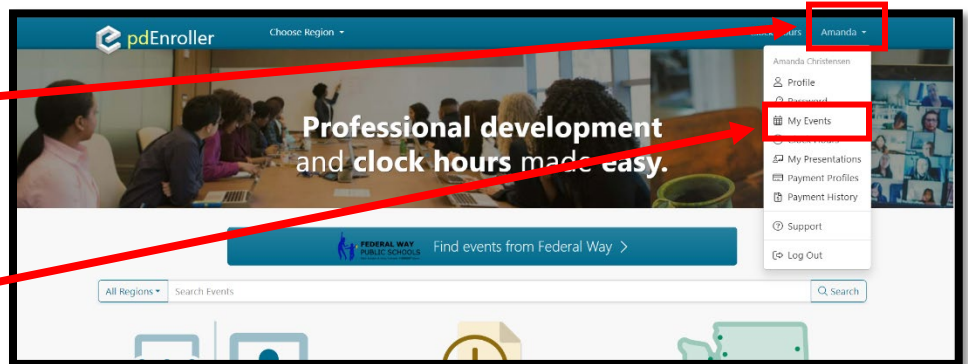 pdEnroller
Choose Region
Amanda
Amanda Christensen
Profile
Password
My Events
My Presentations
Payment Profiles
Payment History
Support
Log Out
Professional development
and clock hours made easy.
FEDERAL WAY
PUBLIC SCHOOLS
Find events from Federal Way >
All Regions
Search Events
Search